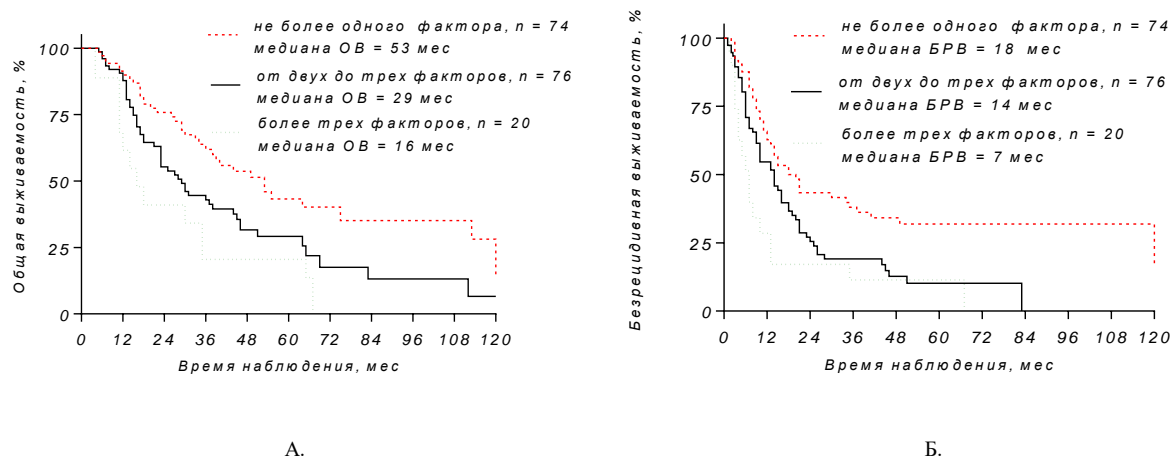 не более одного фактора, n = 74
медиана ОВ = 53 мес
от двух до трех факторов, n = 76
медиана ОВ = 29 мес
более трех факторов, n = 20
медиана ОВ = 16 мес
Общая выживаемость, %
100
75
50
25
0
0 12 24 36 48 60 72 84 96 108 120
Время наблюдения, мес
А.
не более одного фактора, n = 74
медиана БРВ = 18 мес
от двух до трех факторов, n = 76
медиана БРВ = 14 мес
более трех факторов, n = 20
медиана БРВ = 7 мес
Безрецидивная выживаемость, %
100
75
50
25
0
0 12 24 36 48 60 72 84 96 108 120
Время наблюдения, мес
Б.